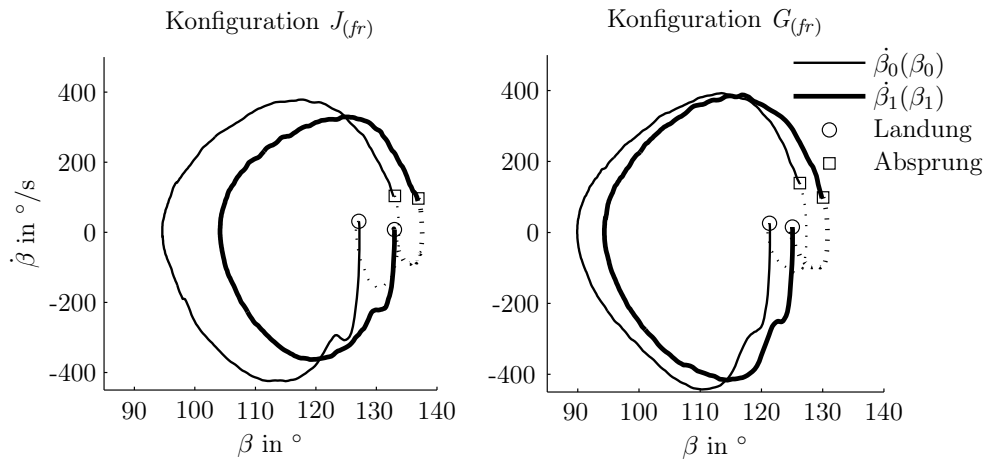 Konfiguration J(fr)
Konfiguration G(fr)
β̇ in °/s
400
200
0
-200
-400
90 100 110 120 130 140
β in °
400
200
0
-200
-400
90 100 110 120 130 140
β in °
β̇₀(β₀)
β̇₁(β₁)
Landung
Absprung